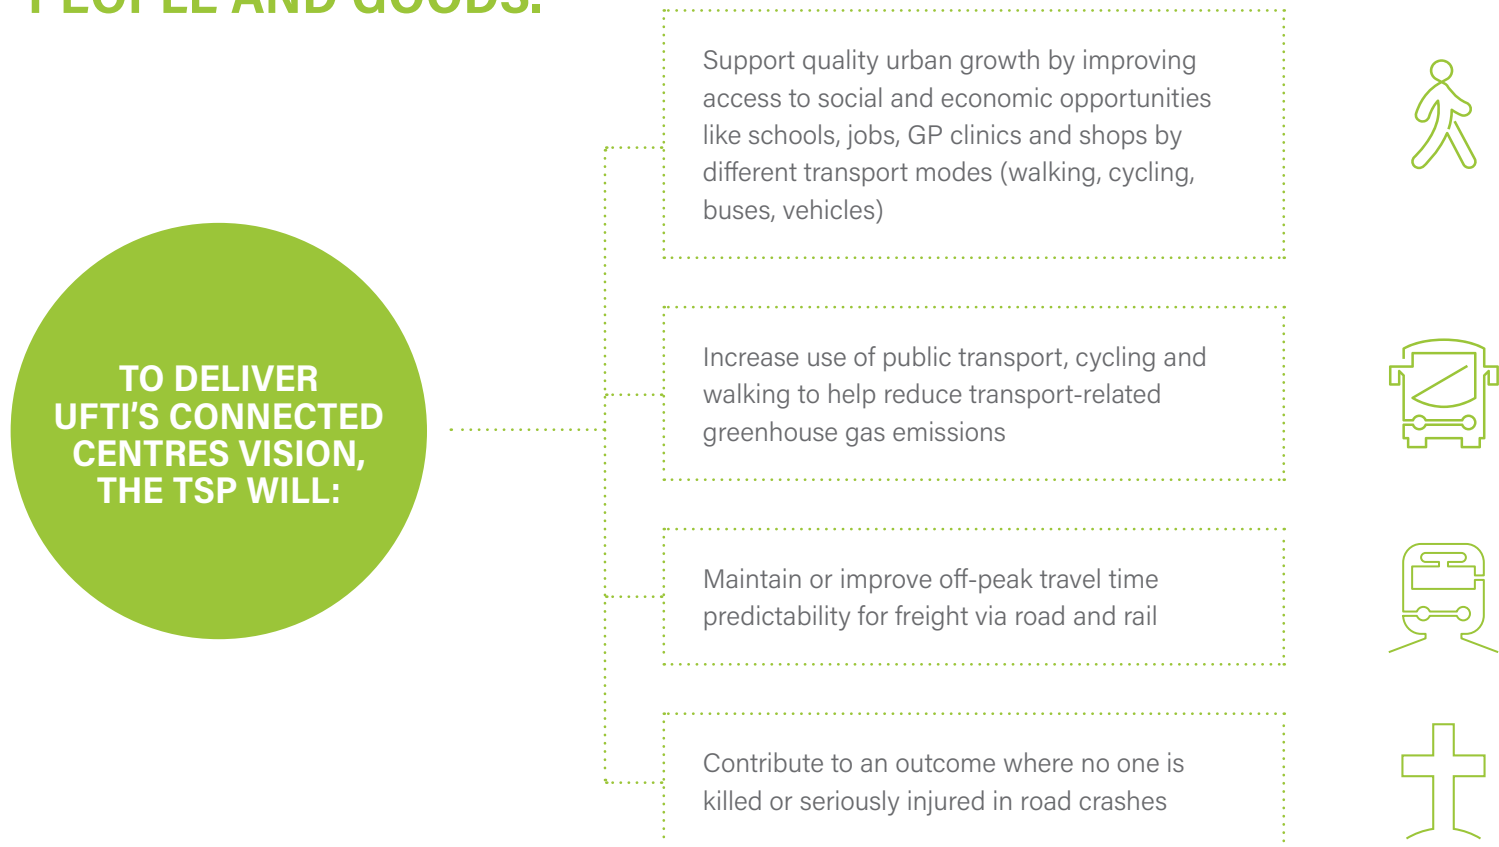 PEOPLE AND GOODS.
Support quality urban growth by improving
access to social and economic opportunities
like schools, jobs, GP clinics and shops by
different transport modes (walking, cycling,
buses, vehicles)
TO DELIVER
UFTI'S CONNECTED
CENTRES VISION,
THE TSP WILL:
Increase use of public transport, cycling and
walking to help reduce transport-related
greenhouse gas emissions
Maintain or improve off-peak travel time
predictability for freight via road and rail
Contribute to an outcome where no one is
killed or seriously injured in road crashes